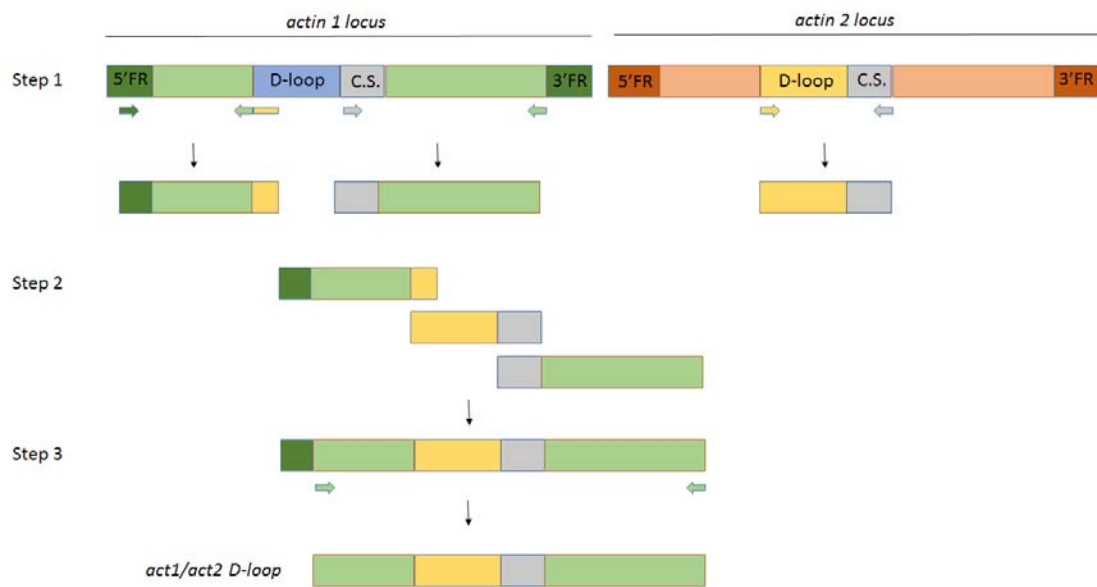 actin 1 locus
actin 2 locus
Step 1
5'FR D-loop C.S. 3'FR
5'FR D-loop C.S. 3'FR
Step 2
Step 3
act1/act2 D-loop